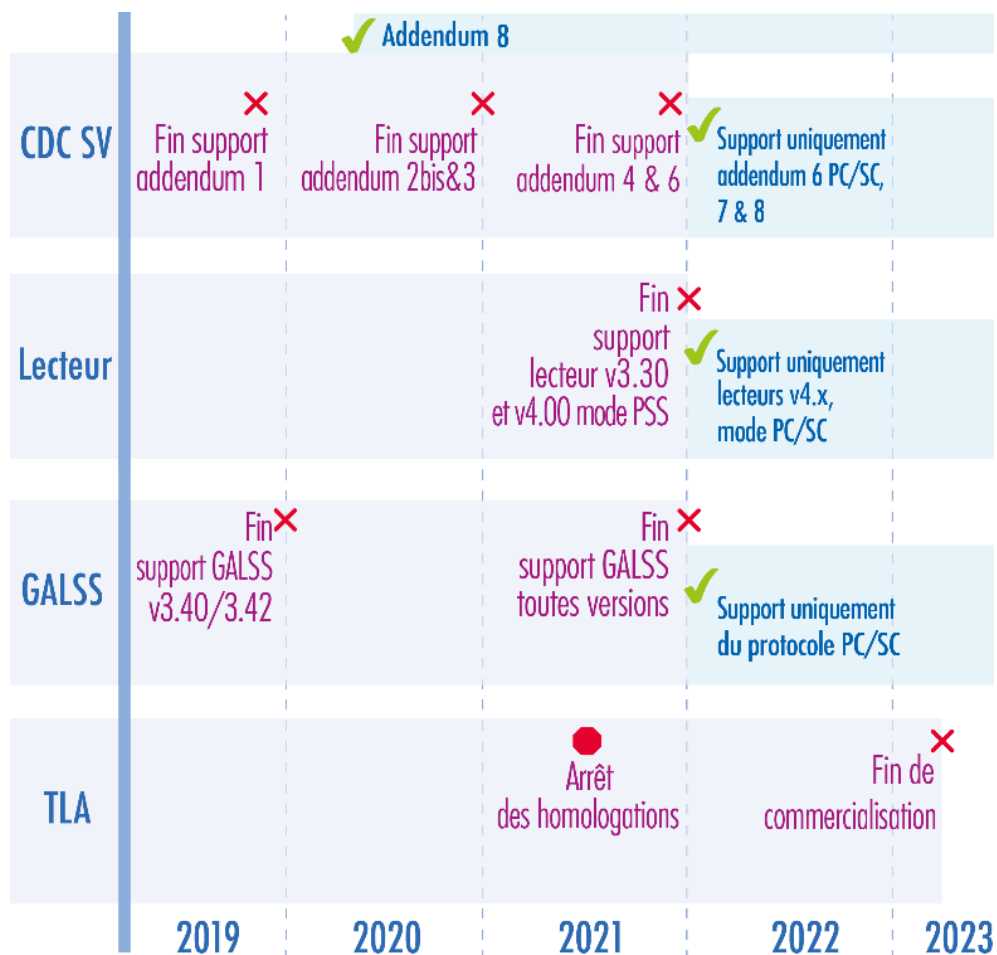 Addendum 8
CDC SV
Fin support
addendum 1
Fin support
addendum 2bis&3
Fin support
addendum 4 & 6
Support uniquement
addendum 6 PC/SC,
7 & 8
Lecteur
Fin
support
lecteur v3.30
et v4.00 mode PSS
Support uniquement
lecteurs v4.x,
mode PC/SC
GALSS
Fin
support GALSS
v3.40/3.42
Fin
support GALSS
toutes versions
Support uniquement
du protocole PC/SC
TLA
Arrêt
des homologations
Fin de
commercialisation
2019
2020
2021
2022
2023